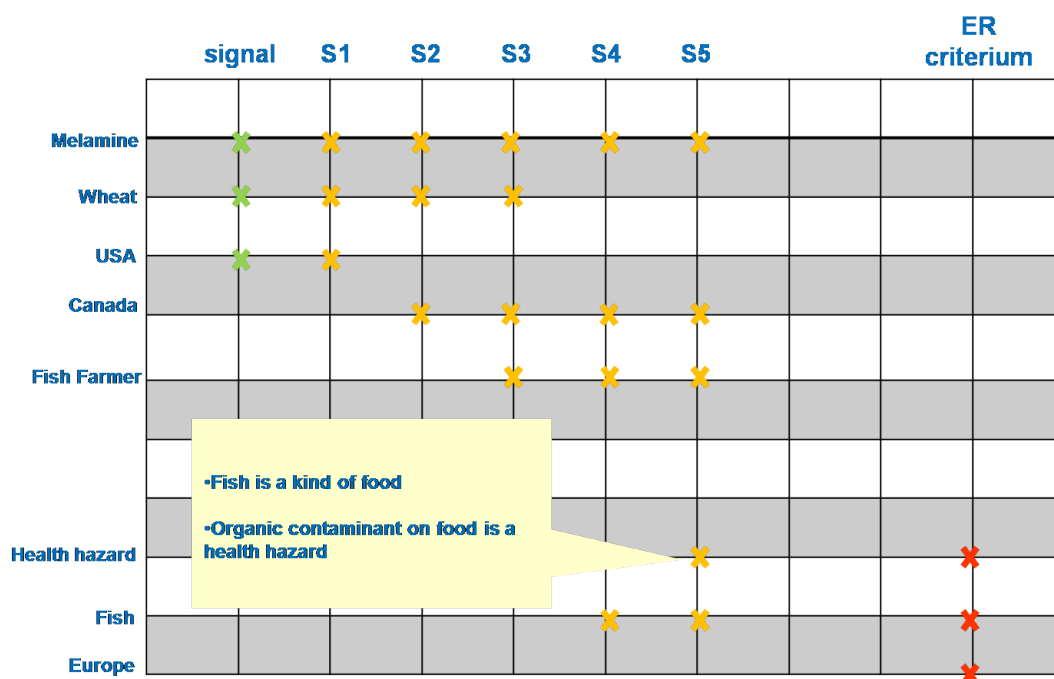 ER
criterium
signal S1 S2 S3 S4 S5
Melamine
Wheat
USA
Canada
Fish Farmer
•Fish is a kind of food
•Organic contaminant on food is a
health hazard
Health hazard
Fish
Europe